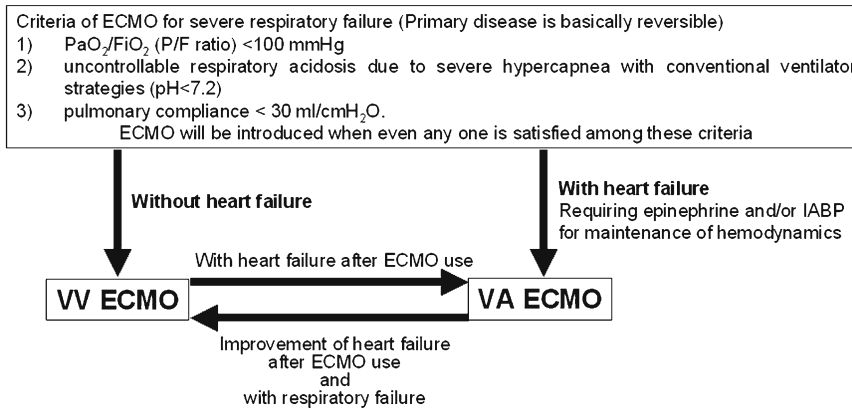 Criteria of ECMO for severe respiratory failure (Primary disease is basically reversible)
1) PaO₂/FiO₂ (P/F ratio) <100 mmHg
2) uncontrollable respiratory acidosis due to severe hypercapnea with conventional ventilator
strategies (pH<7.2)
3) pulmonary compliance < 30 ml/cmH₂O.
ECMO will be introduced when even any one is satisfied among these criteria
Without heart failure
With heart failure
Requiring epinephrine and/or IABP
for maintenance of hemodynamics
With heart failure after ECMO use
VV ECMO
VA ECMO
Improvement of heart failure
after ECMO use
and
with respiratory failure